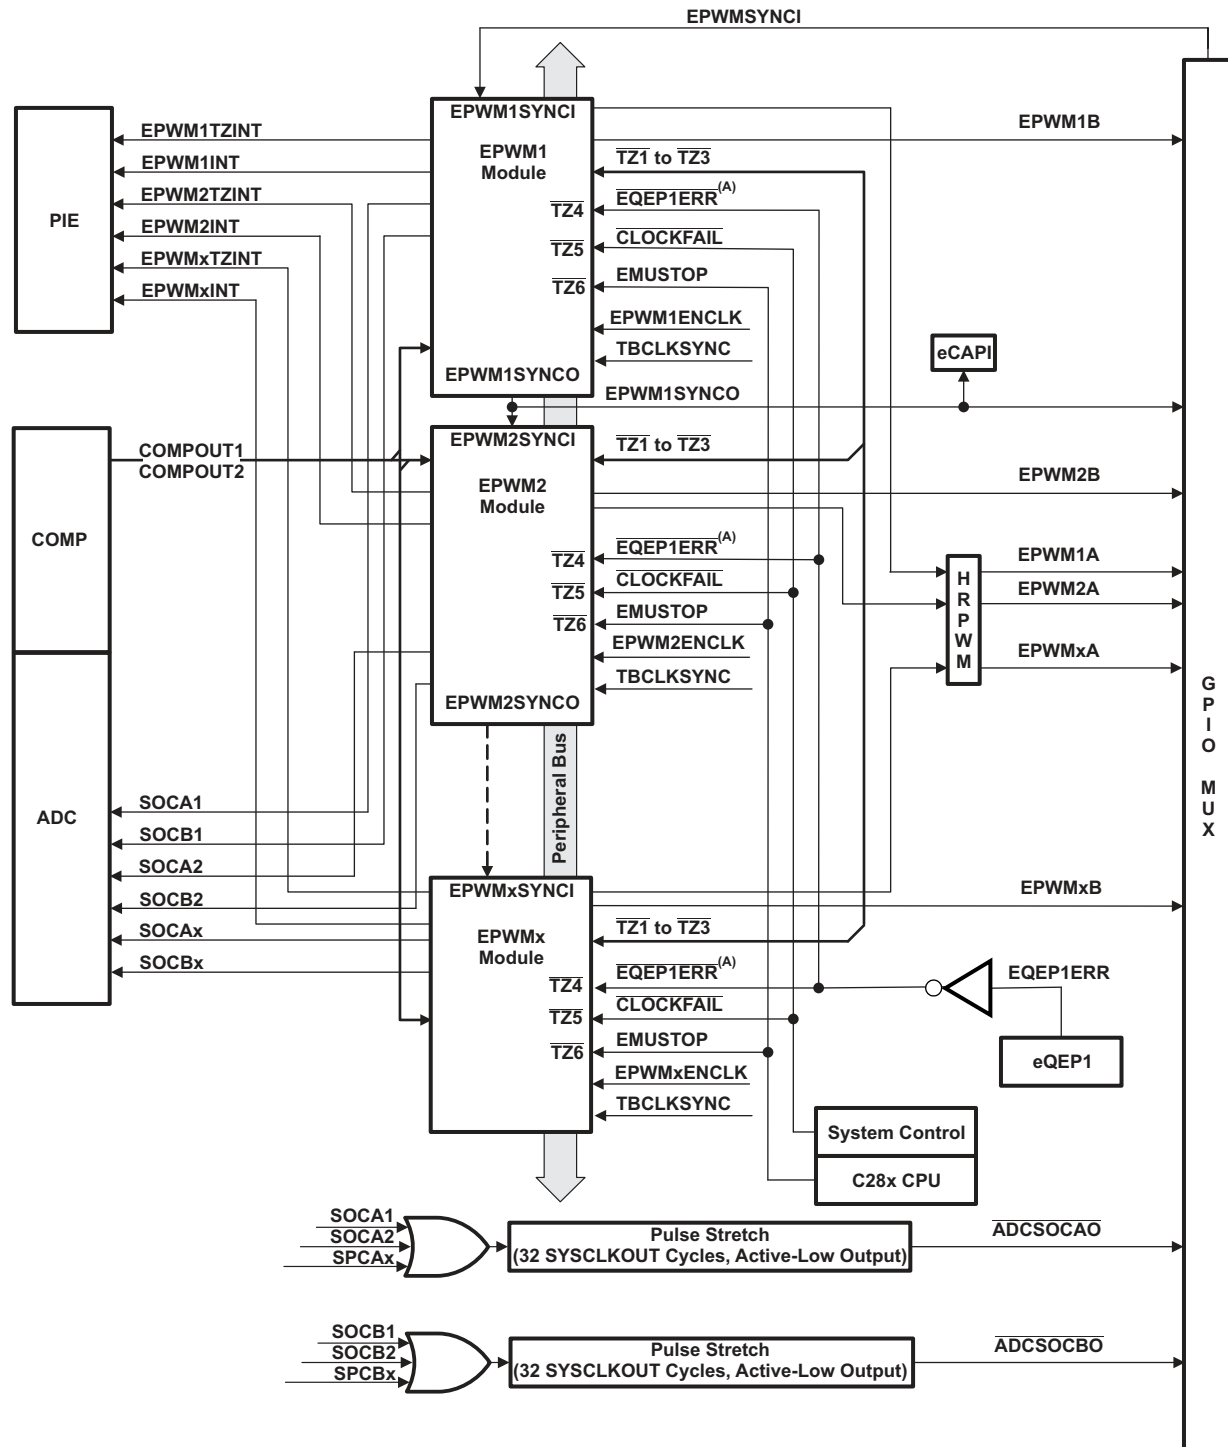 EPWMSYNCI
EPWM1SYNCI
EPWM1B
EPWM1TZINT
EPWM1
Module
TZ1 to TZ3
EPWM1INT
EPWM2TZINT
EQEP1ERR(A)
TZ4
PIE
EPWM2INT
CLOCKFAIL
TZ5
EPWMxTZINT
EMUSTOP
TZ6
EPWMxINT
EPWM1ENCLK
TBCLKSYNC
eCAPI
EPWM1SYNCO
EPWM1SYNCO
EPWM2SYNCI
TZ1 to TZ3
COMPOUT1
COMPOUT2
EPWM2B
EPWM2
Module
COMP
EQEP1ERR(A)
TZ4
EPWM1A
CLOCKFAIL
TZ5
EPWM2A
H
R
P
W
M
EMUSTOP
TZ6
EPWM2ENCLK
EPWMxA
TBCLKSYNC
EPWM2SYNCO
G
P
I
O
M
U
X
Peripheral Bus
SOCA1
ADC
SOCB1
SOCA2
SOCB2
EPWMxSYNCI
EPWMxB
SOCAx
TZ1 to TZ3
EPWMx
Module
SOCBx
EQEP1ERR(A)
TZ4
EQEP1ERR
CLOCKFAIL
TZ5
EMUSTOP
TZ6
eQEP1
EPWMxENCLK
TBCLKSYNC
System Control
C28x CPU
SOCA1
SOCA2
SPCAx
Pulse Stretch
(32 SYSCLKOUT Cycles, Active-Low Output)
ADCSOCAO
SOCB1
SOCB2
SPCBx
Pulse Stretch
(32 SYSCLKOUT Cycles, Active-Low Output)
ADCSOCBO